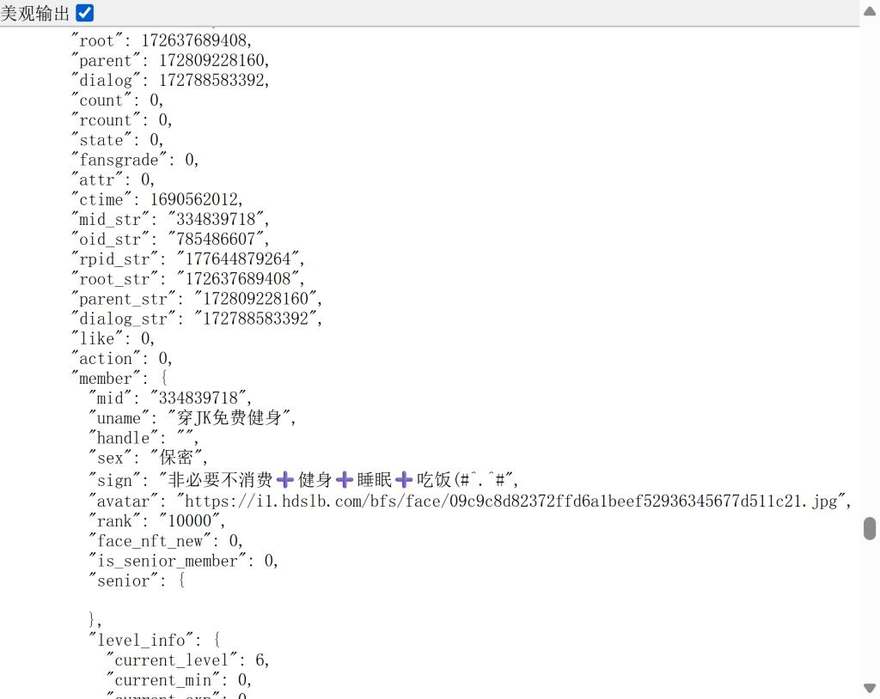 美观输出
"root": 172637689408,
"parent": 172809228160,
"dialog": 172788583392,
"count": 0,
"rcount": 0,
"state": 0,
"fansgrade": 0,
"attr": 0,
"ctime": 1690562012,
"mid_str": "334839718",
"oid_str": "785486607",
"rpid_str": "177644879264",
"root_str": "172637689408",
"parent_str": "172809228160",
"dialog_str": "172788583392",
"like": 0,
"action": 0,
"member": {
"mid": "334839718",
"uname": "穿JK免费健身",
"handle": "",
"sex": "保密",
"sign": "非必要不消费➕健身➕睡眠➕吃饭(#^.^#",
"avatar": "https://i1.hdslb.com/bfs/face/09c9c8d82372ffd6a1beef52936345677d511c21.jpg",
"rank": "10000",
"face_nft_new": 0,
"is_senior_member": 0,
"senior": {
},
"level_info": {
"current_level": 6,
"current_min": 0,
"current_exp": 0